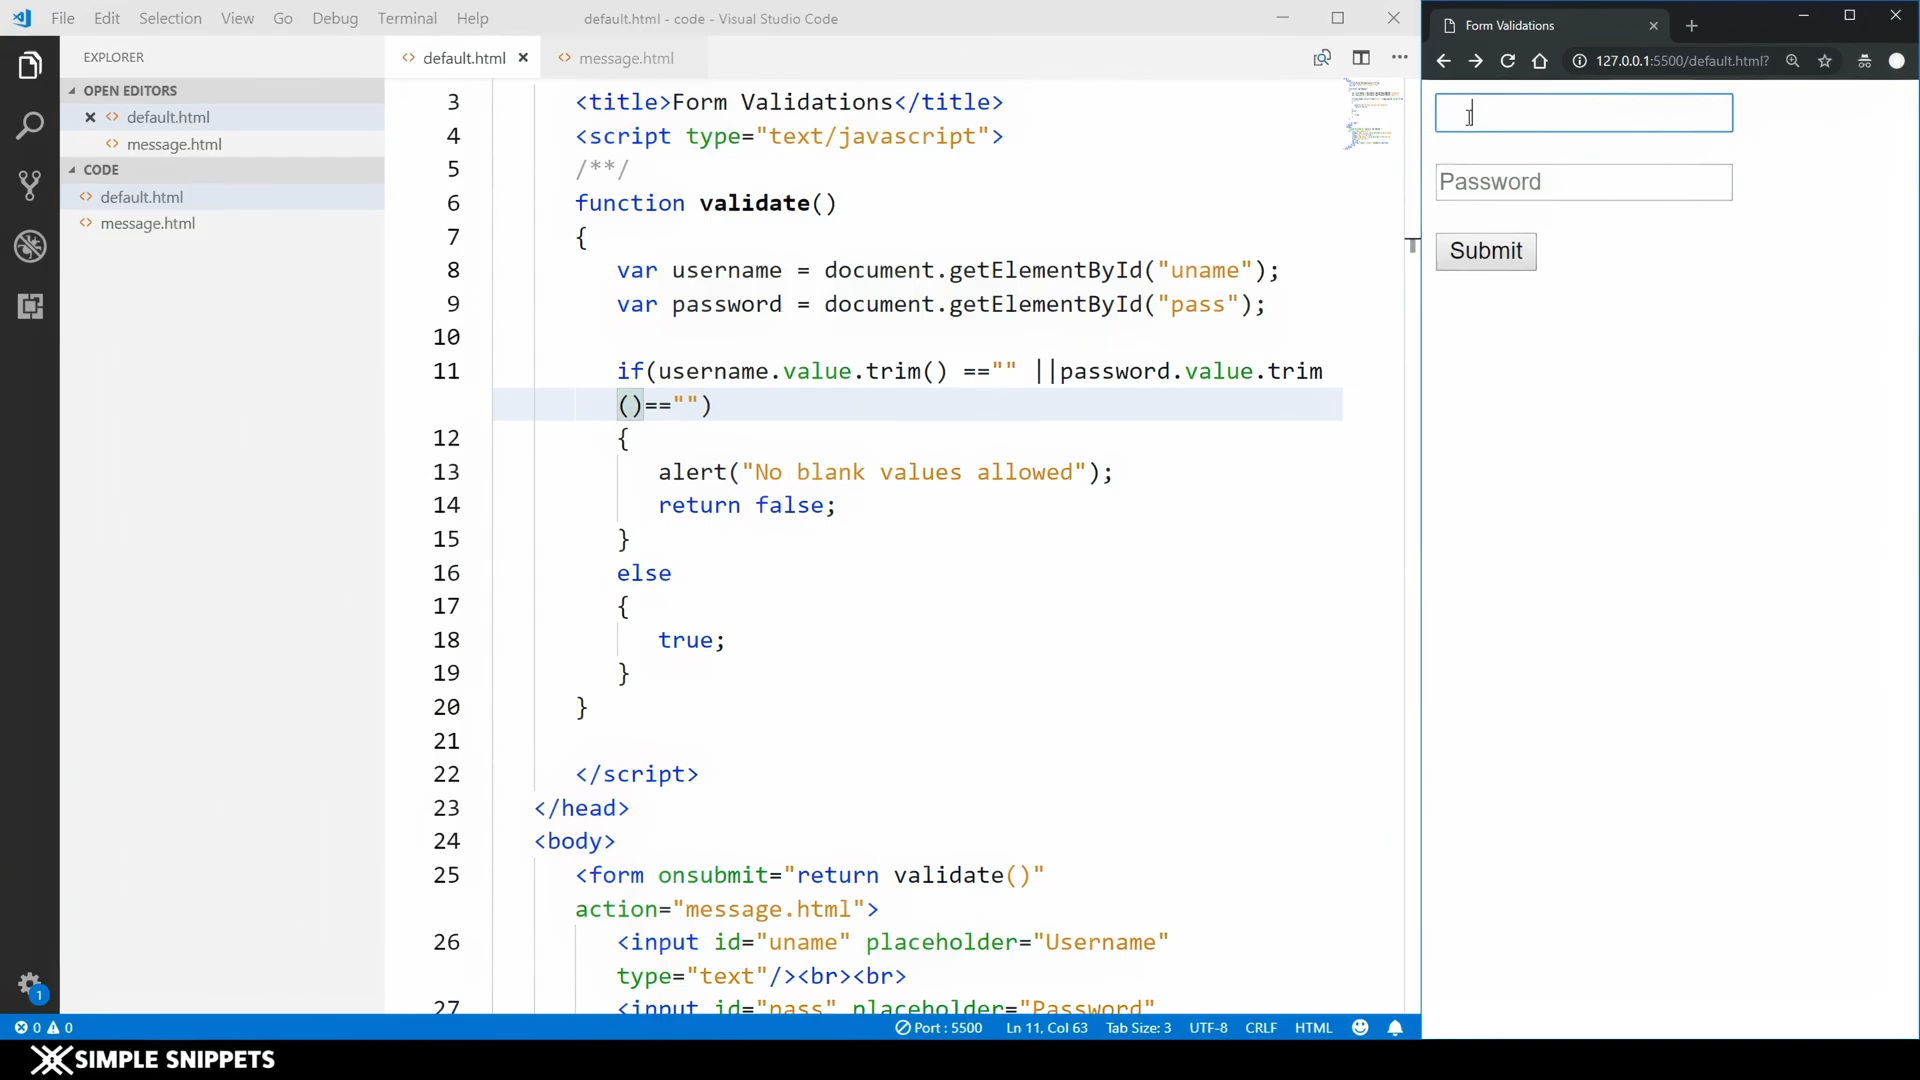 File Edit Selection View Go Debug Terminal Help
default.html - code - Visual Studio Code
EXPLORER
OPEN EDITORS
default.html
message.html
CODE
default.html
message.html
default.html
message.html
3 <title>Form Validations</title>
4 <script type="text/javascript">
5 /**/
6 function validate()
7 {
8 var username = document.getElementById("uname");
9 var password = document.getElementById("pass");
10
11 if(username.value.trim() =="" ||password.value.trim
()=="")
12 {
13 alert("No blank values allowed");
14 return false;
15 }
16 else
17 {
18 true;
19 }
20 }
21
22 </script>
23 </head>
24 <body>
25 <form onsubmit="return validate()"
action="message.html">
26 <input id="uname" placeholder="Username"
type="text"/><br><br>
27 <input id="pass" placeholder="Password"
1
0 0
Port : 5500 Ln 11, Col 63 Tab Size: 3 UTF-8 CRLF HTML
Form Validations
127.0.0.1:5500/default.html?
Password
Submit
SIMPLE SNIPPETS